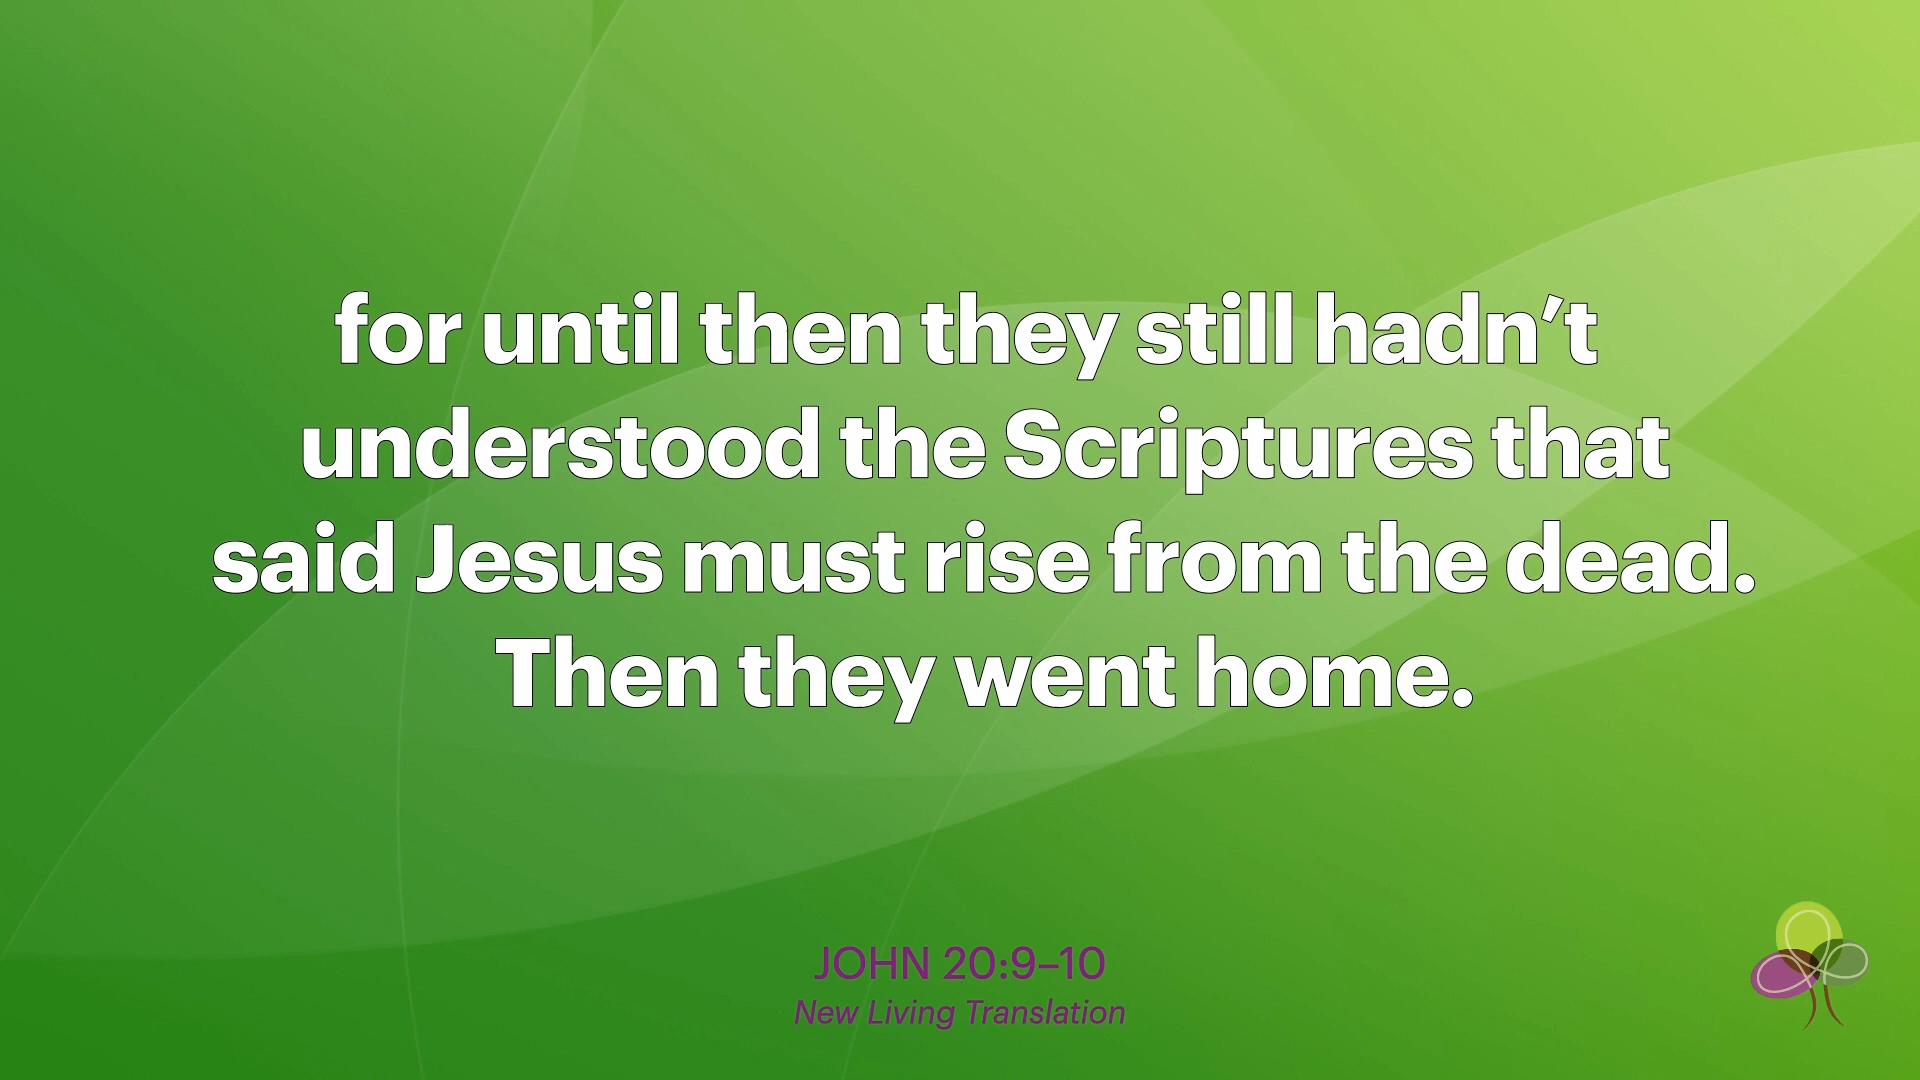 for until then they still hadn’t
understood the Scriptures that
said Jesus must rise from the dead.
Then they went home.
JOHN 20:9–10
New Living Translation